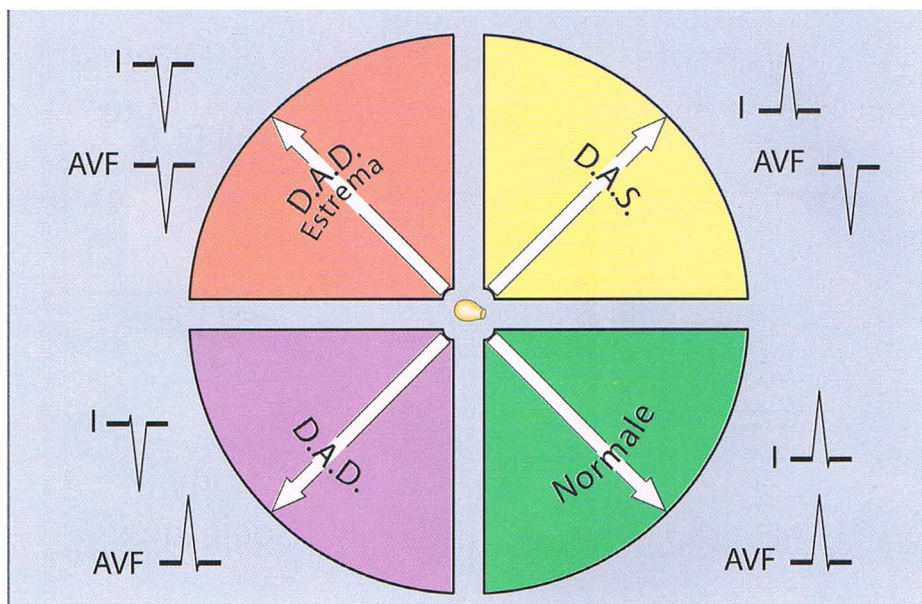 I
AVF
D.A.D.
Estrema
I
AVF
D.A.S.
I
AVF
D.A.D.
I
AVF
Normale